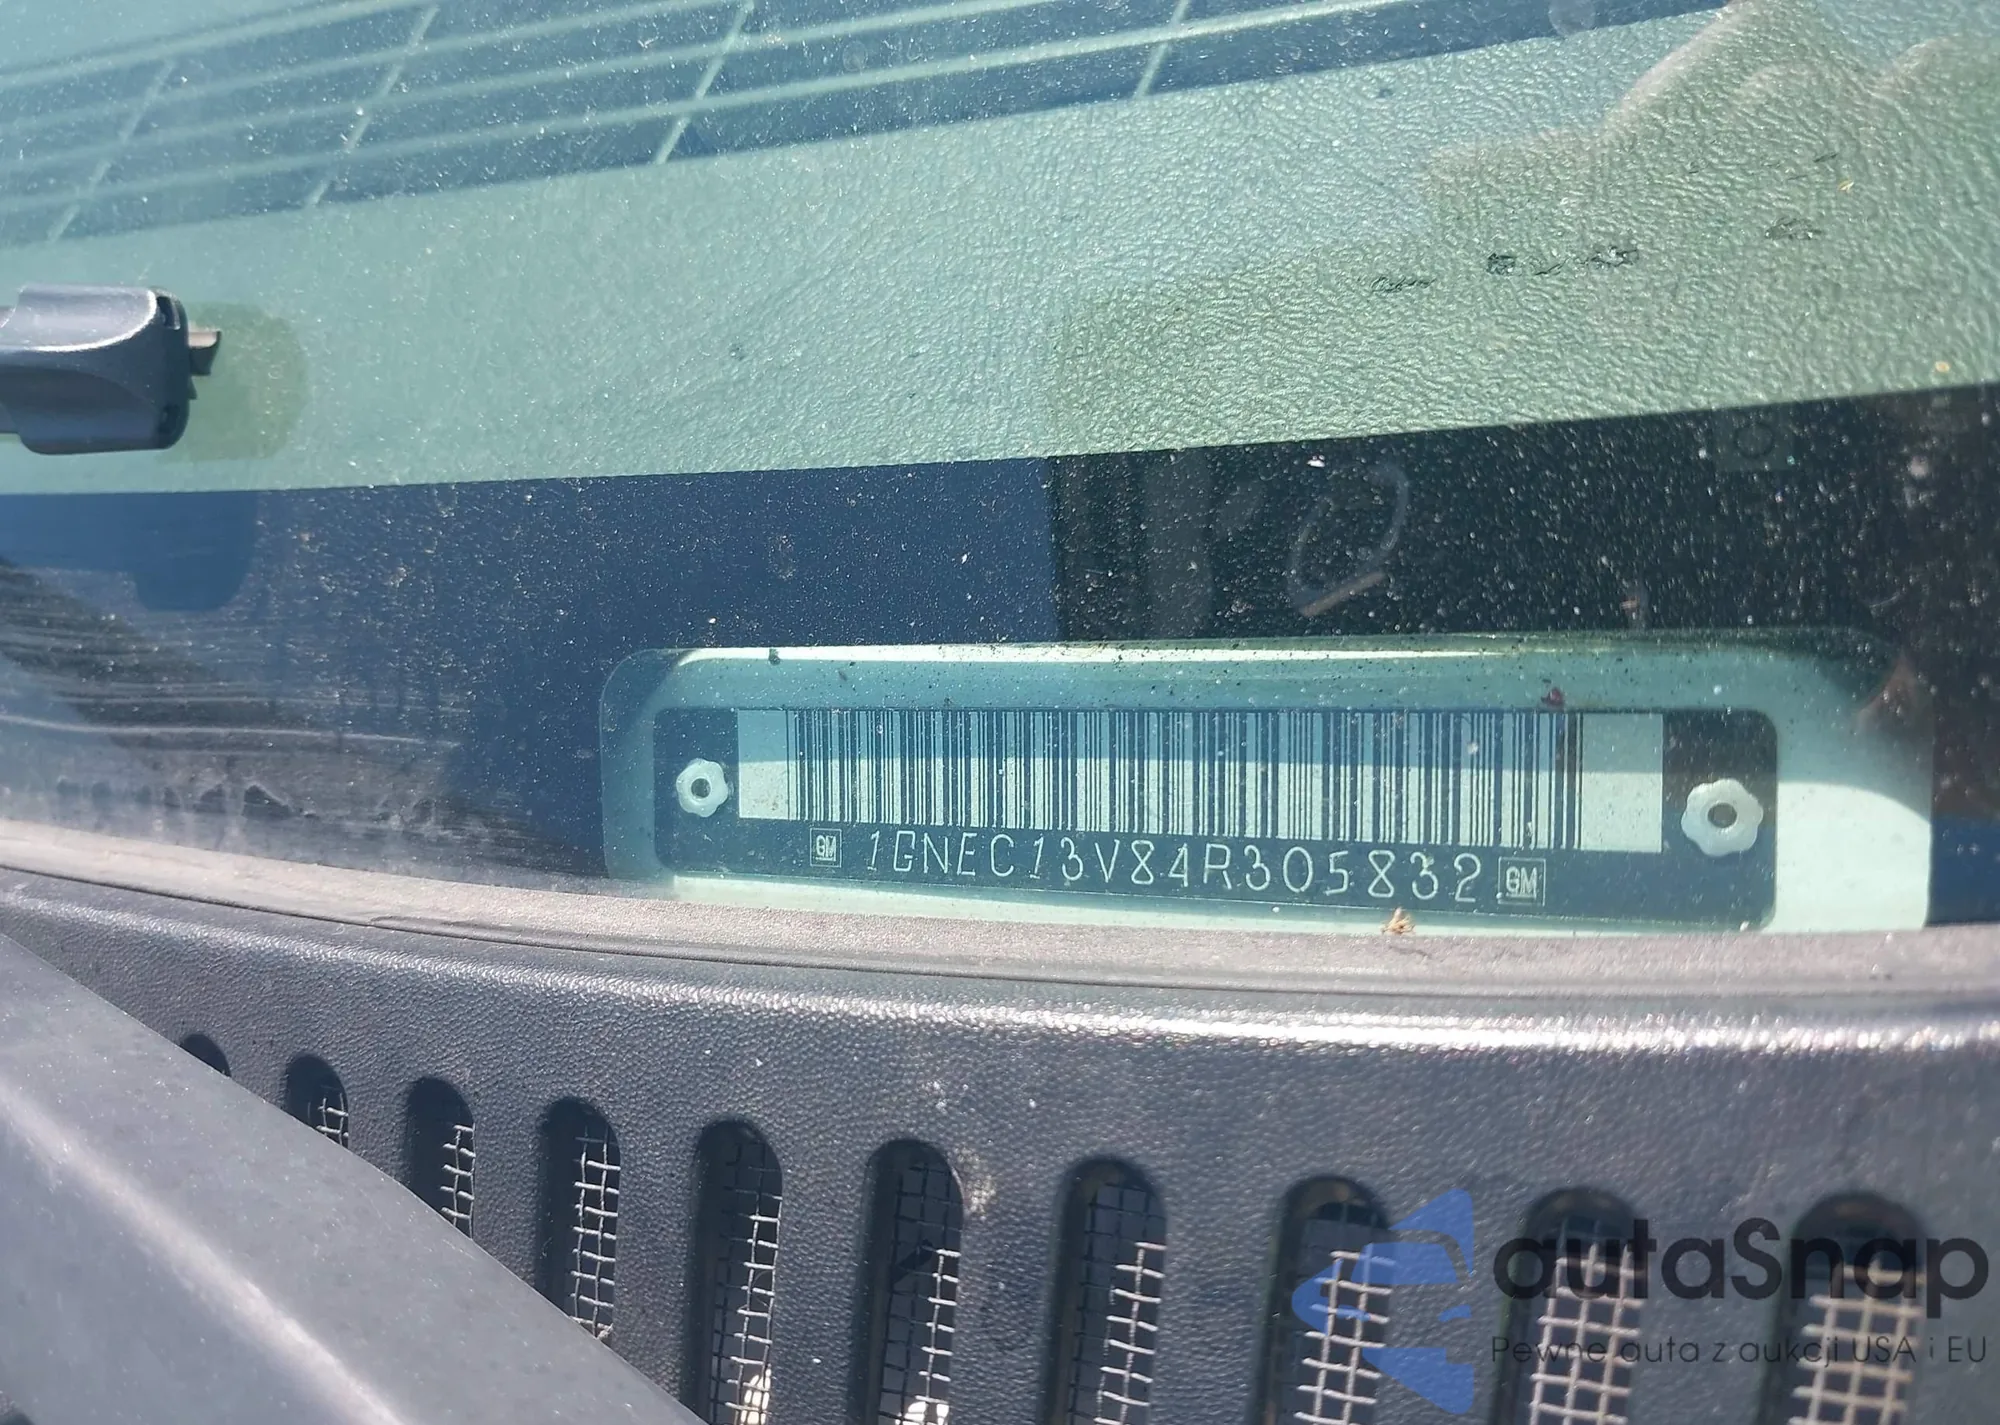 GM 1GNEC13V84R305832 GM
autaSnap
Pewne auta z aukcji USA i EU